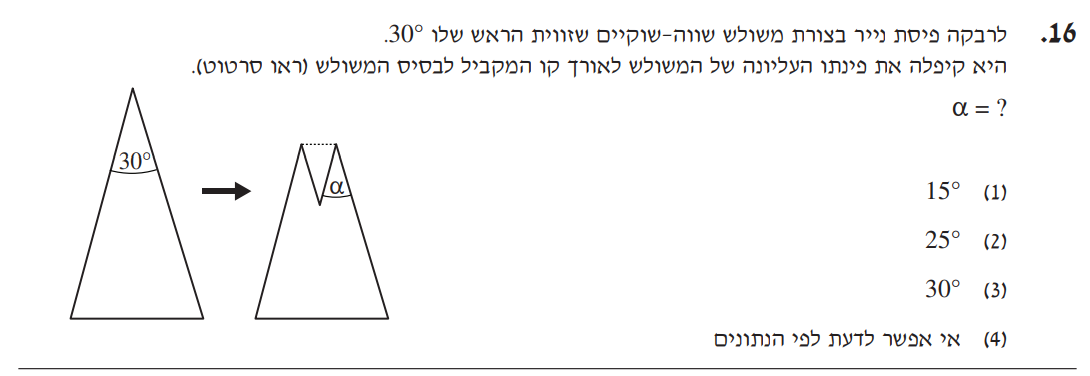 16. לרבקה פיסת נייר בצורת משולש שווה-שוקיים שזווית הראש שלו 30°.
היא קיפלה את פינתו העליונה של המשולש לאורך קו המקביל לבסיס המשולש (ראו סרטוט).
α = ?
30°
α
(1) 15°
(2) 25°
(3) 30°
(4) אי אפשר לדעת לפי הנתונים